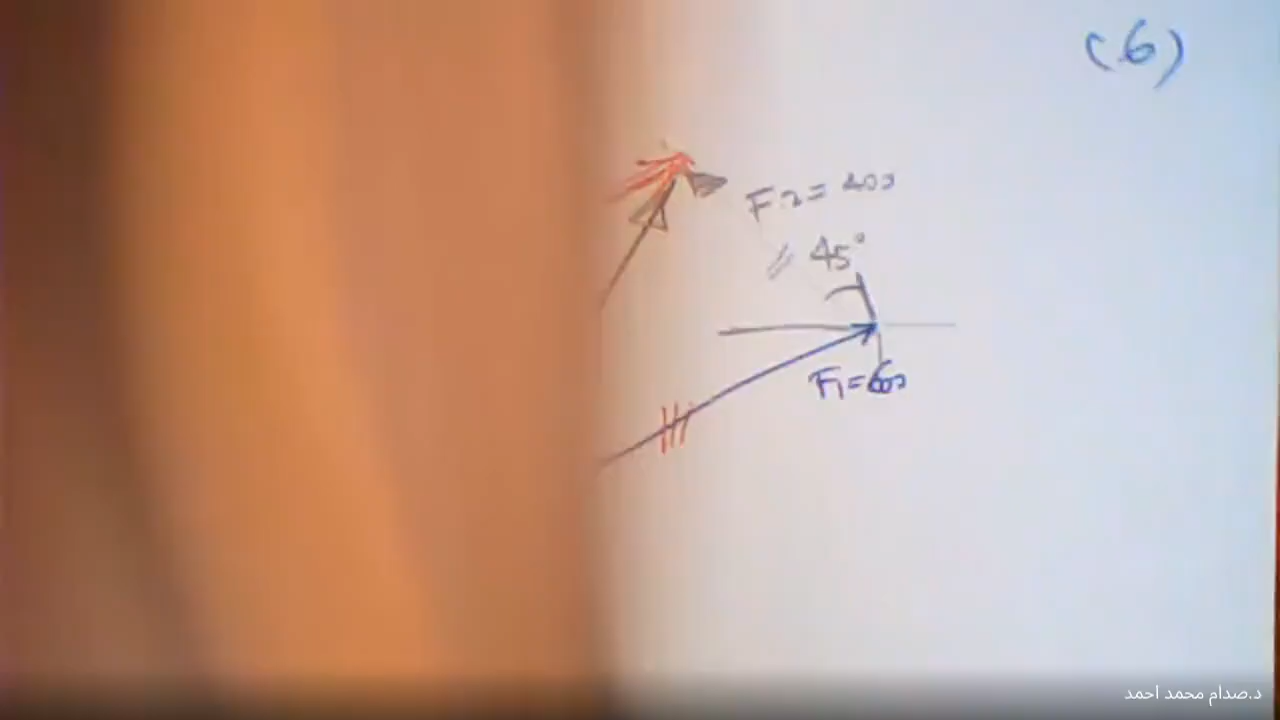 (6)
F2 = 400
45°
F1 = 600
د.صدام محمد احمد